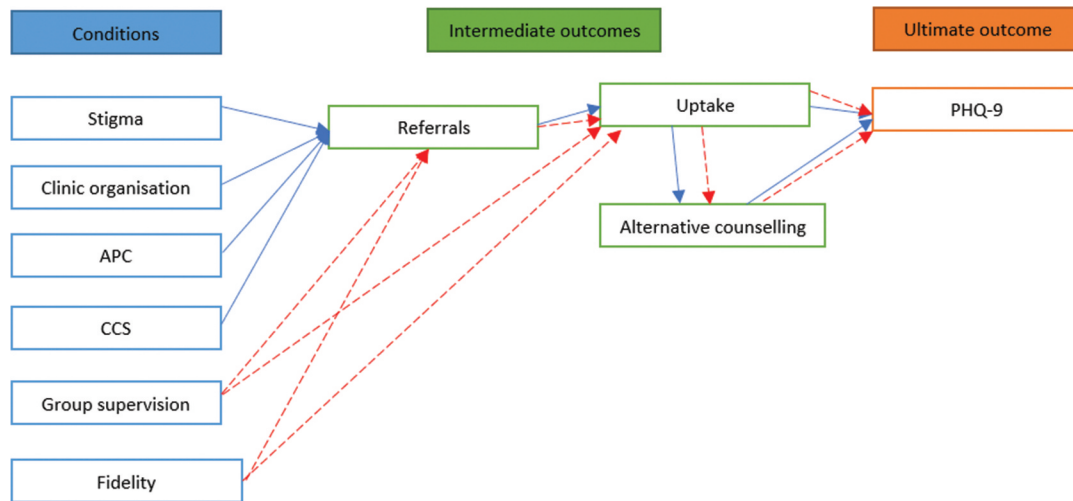 Conditions
Intermediate outcomes
Ultimate outcome
Stigma
Referrals
Uptake
PHQ-9
Clinic organisation
Alternative counselling
APC
CCS
Group supervision
Fidelity